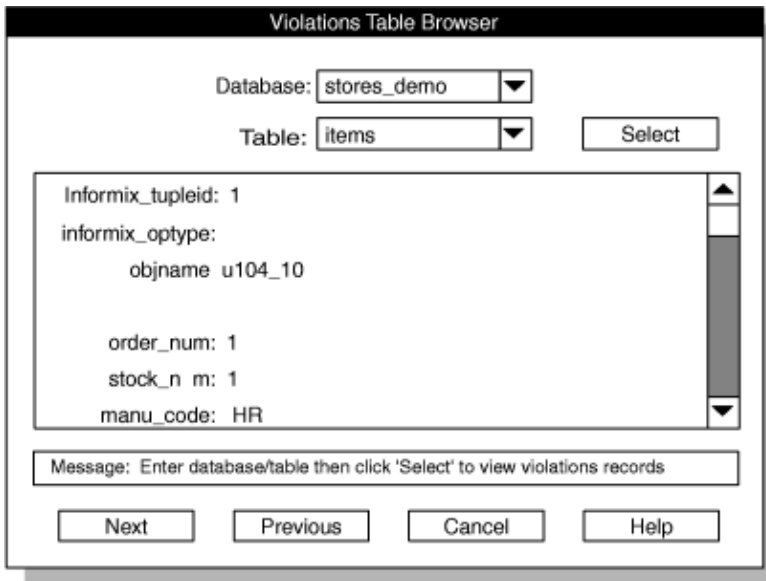 Violations Table Browser
Database: stores_demo
Table: items Select
Informix_tupleid: 1
informix_optype:
objname u104_10
order_num: 1
stock_n m: 1
manu_code: HR
Message: Enter database/table then click 'Select' to view violations records
Next Previous Cancel Help